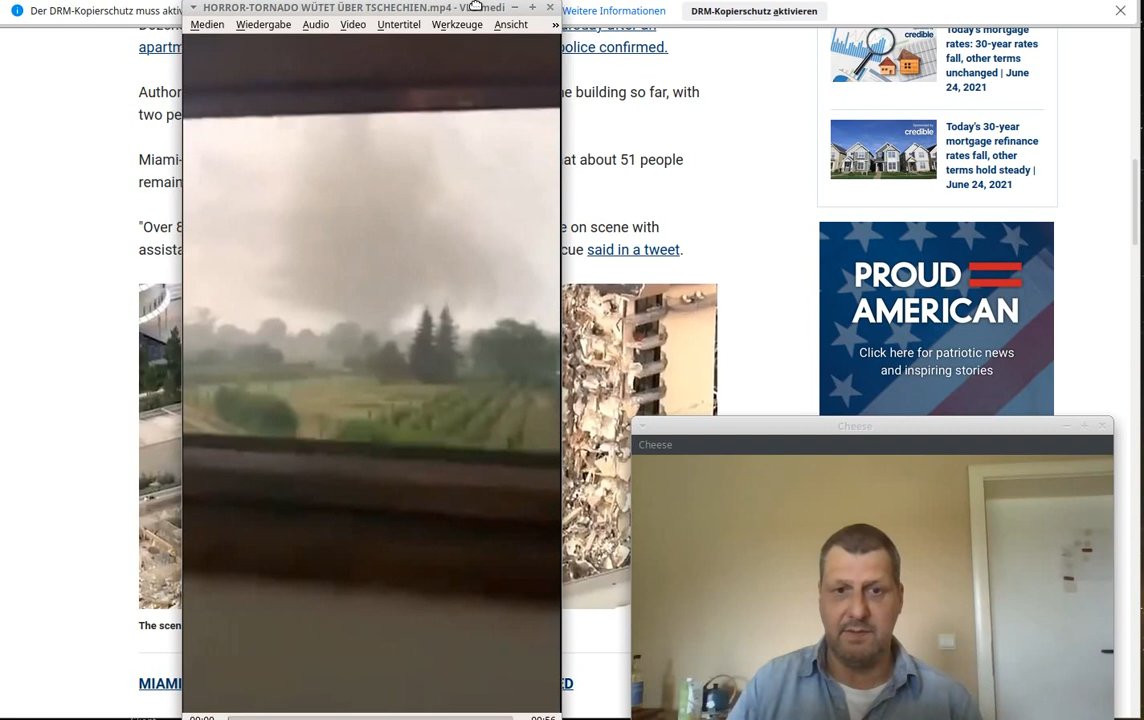 Der DRM-Kopierschutz muss aktiv
Weitere Informationen
DRM-Kopierschutz aktivieren
HORROR-TORNADO WÜTET ÜBER TSCHECHIEN.mp4 - VLC medi
Medien Wiedergabe Audio Video Untertitel Werkzeuge Ansicht »
after an
apartm
police confirmed.
Author
e building so far, with
two pe
Miami-
at about 51 people
remain
"Over 8
e on scene with
assista
cue said in a tweet.
The scen
MIAMI
ED
00:00 00:56
credible
Today's mortgage
rates: 30-year rates
fall, other terms
unchanged | June
24, 2021
credible
Today's 30-year
mortgage refinance
rates fall, other
terms hold steady |
June 24, 2021
PROUD
AMERICAN
Click here for patriotic news
and inspiring stories
Cheese
Cheese